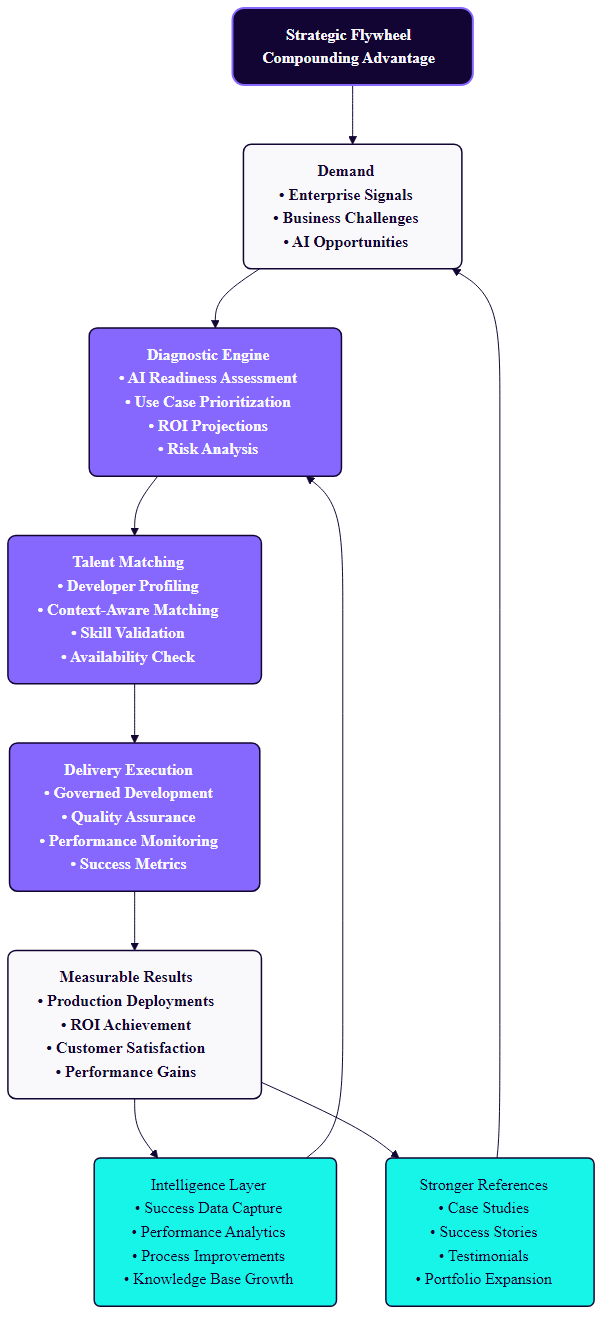 Strategic Flywheel
Compounding Advantage
Demand
• Enterprise Signals
• Business Challenges
• AI Opportunities
Diagnostic Engine
• AI Readiness Assessment
• Use Case Prioritization
• ROI Projections
• Risk Analysis
Talent Matching
• Developer Profiling
• Context-Aware Matching
• Skill Validation
• Availability Check
Delivery Execution
• Governed Development
• Quality Assurance
• Performance Monitoring
• Success Metrics
Measurable Results
• Production Deployments
• ROI Achievement
• Customer Satisfaction
• Performance Gains
Intelligence Layer
• Success Data Capture
• Performance Analytics
• Process Improvements
• Knowledge Base Growth
Stronger References
• Case Studies
• Success Stories
• Testimonials
• Portfolio Expansion